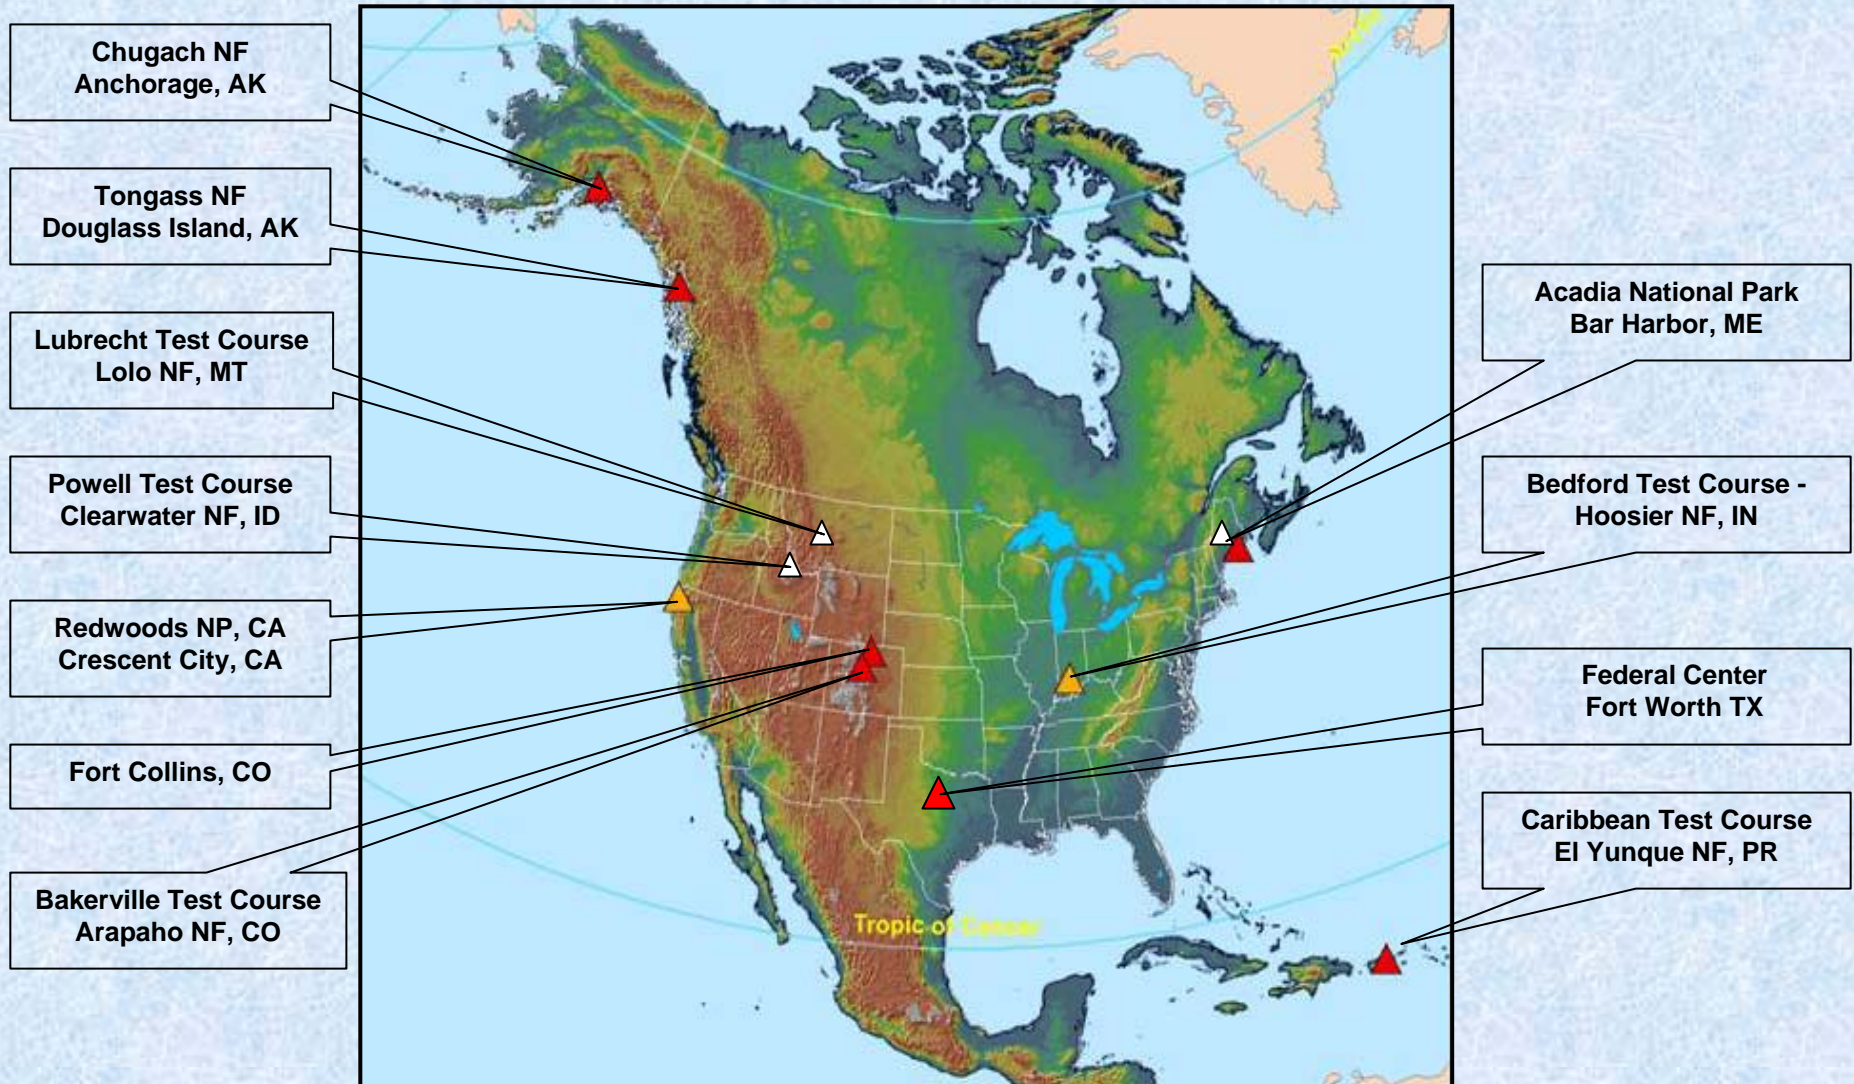 Chugach NF
Anchorage, AK
Tongass NF
Douglass Island, AK
Lubrecht Test Course
Lolo NF, MT
Powell Test Course
Clearwater NF, ID
Redwoods NP, CA
Crescent City, CA
Fort Collins, CO
Bakerville Test Course
Arapaho NF, CO
Acadia National Park
Bar Harbor, ME
Bedford Test Course -
Hoosier NF, IN
Federal Center
Fort Worth TX
Caribbean Test Course
El Yunque NF, PR
Tropic of Cancer